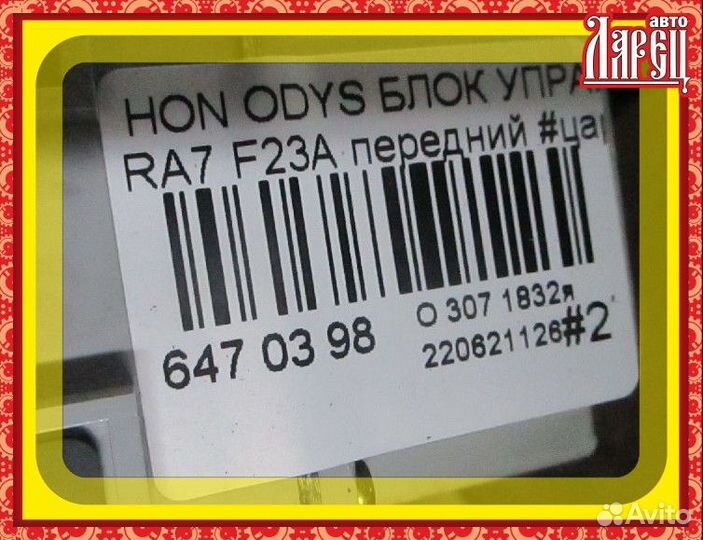 авто
Ларец
HON ODYS БЛОК УПРА
RA7 F23A передний #ца
647 03 98
О 307 1832я
220621126#2
Avito